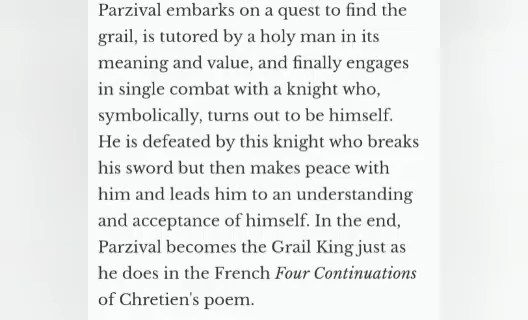 Parzival embarks on a quest to find the
grail, is tutored by a holy man in its
meaning and value, and finally engages
in single combat with a knight who,
symbolically, turns out to be himself.
He is defeated by this knight who breaks
his sword but then makes peace with
him and leads him to an understanding
and acceptance of himself. In the end,
Parzival becomes the Grail King just as
he does in the French Four Continuations
of Chretien's poem.